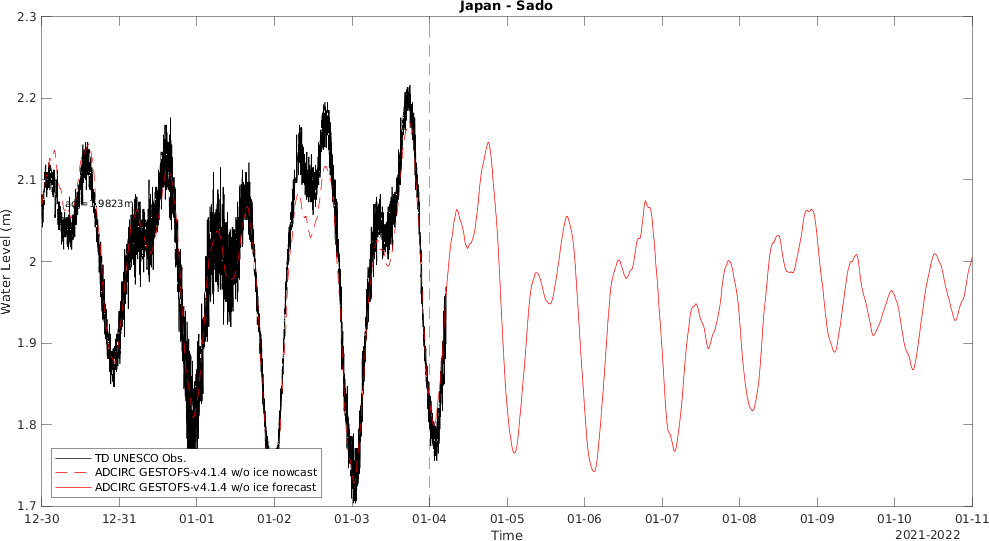 Japan - Sado
2.3
2.2
2.1
2
1.9
1.8
1.7
Water Level (m)
=1.9823m
TD UNESCO Obs.
ADCIRC GESTOFS-v4.1.4 w/o ice nowcast
ADCIRC GESTOFS-v4.1.4 w/o ice forecast
12-30 12-31 01-01 01-02 01-03 01-04 01-05 01-06 01-07 01-08 01-09 01-10 01-11
Time
2021-2022